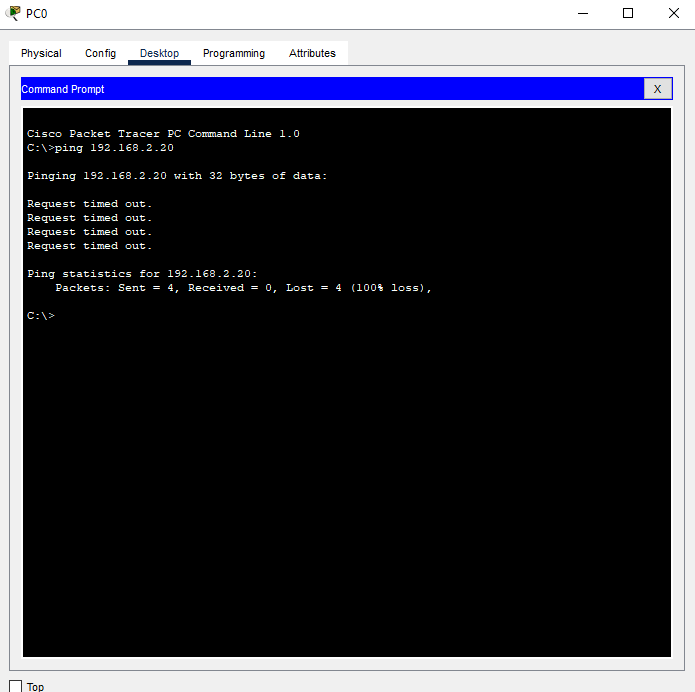 PC0
Physical Config Desktop Programming Attributes
Command Prompt X
Cisco Packet Tracer PC Command Line 1.0
C:\>ping 192.168.2.20
Pinging 192.168.2.20 with 32 bytes of data:
Request timed out.
Request timed out.
Request timed out.
Request timed out.
Ping statistics for 192.168.2.20:
    Packets: Sent = 4, Received = 0, Lost = 4 (100% loss),
C:\>
Top